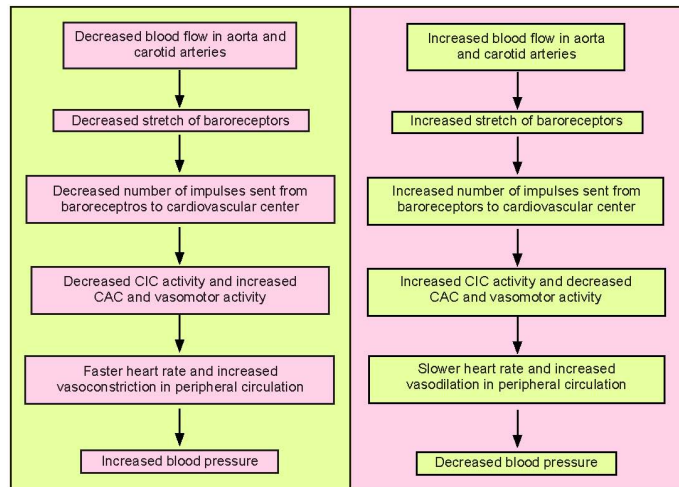 Decreased blood flow in aorta and
carotid arteries
Decreased stretch of baroreceptors
Decreased number of impulses sent from
baroreceptros to cardiovascular center
Decreased CIC activity and increased
CAC and vasomotor activity
Faster heart rate and increased
vasoconstriction in peripheral circulation
Increased blood pressure
Increased blood flow in aorta
and carotid arteries
Increased stretch of baroreceptors
Increased number of impulses sent from
baroreceptors to cardiovascular center
Increased CIC activity and decreased
CAC and vasomotor activity
Slower heart rate and increased
vasodilation in peripheral circulation
Decreased blood pressure